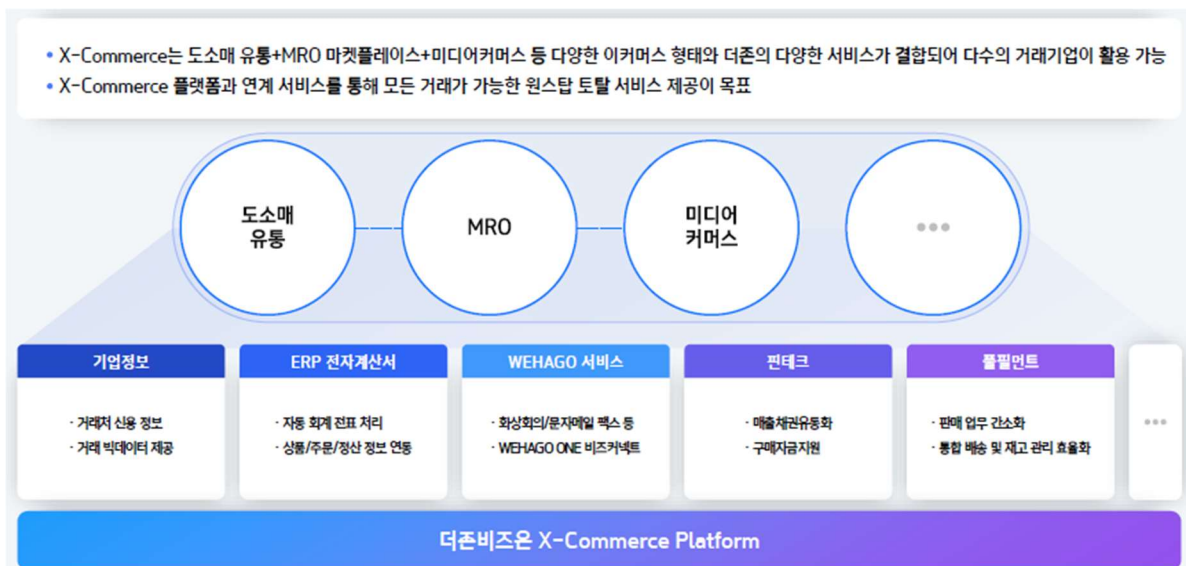 • X-Commerce는 도소매 유통+MRO 마켓플레이스+미디어커머스 등 다양한 이커머스 형태와 더존의 다양한 서비스가 결합되어 다수의 거래기업이 활용 가능
• X-Commerce 플랫폼과 연계 서비스를 통해 모든 거래가 가능한 원스탑 토탈 서비스 제공이 목표
도소매
유통
MRO
미디어
커머스
•••
기업정보
· 거래처 신용 정보
· 거래 빅데이터 제공
ERP 전자계산서
· 자동 회계 전표 처리
· 상품/주문/정산 정보 연동
WEHAGO 서비스
· 화상회의/문자메일 팩스 등
· WEHAGO ONE 비즈커넥트
핀테크
· 매출채권유동화
· 구매자금지원
풀필먼트
· 판매 업무 간소화
· 통합 배송 및 재고 관리 효율화
•••
더존비즈온 X-Commerce Platform